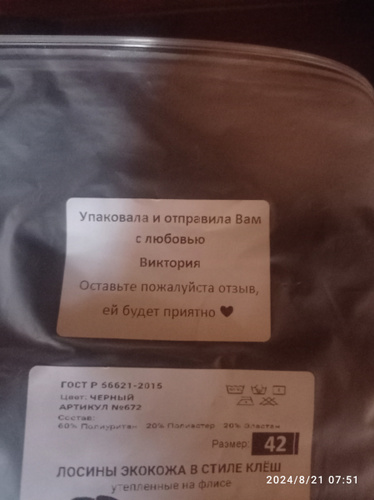 Упаковала и отправила Вам
с любовью
Виктория
Оставьте пожалуйста отзыв,
ей будет приятно ♥
ГОСТ Р 56621-2015
Цвет: ЧЕРНЫЙ
АРТИКУЛ №672
Состав:
60% Полиуретан 20% Полиэстер 20% Эластан
Размер: 42
ЛОСИНЫ ЭКОКОЖА В СТИЛЕ КЛЁШ
утепленные на флисе
2024/8/21 07:51